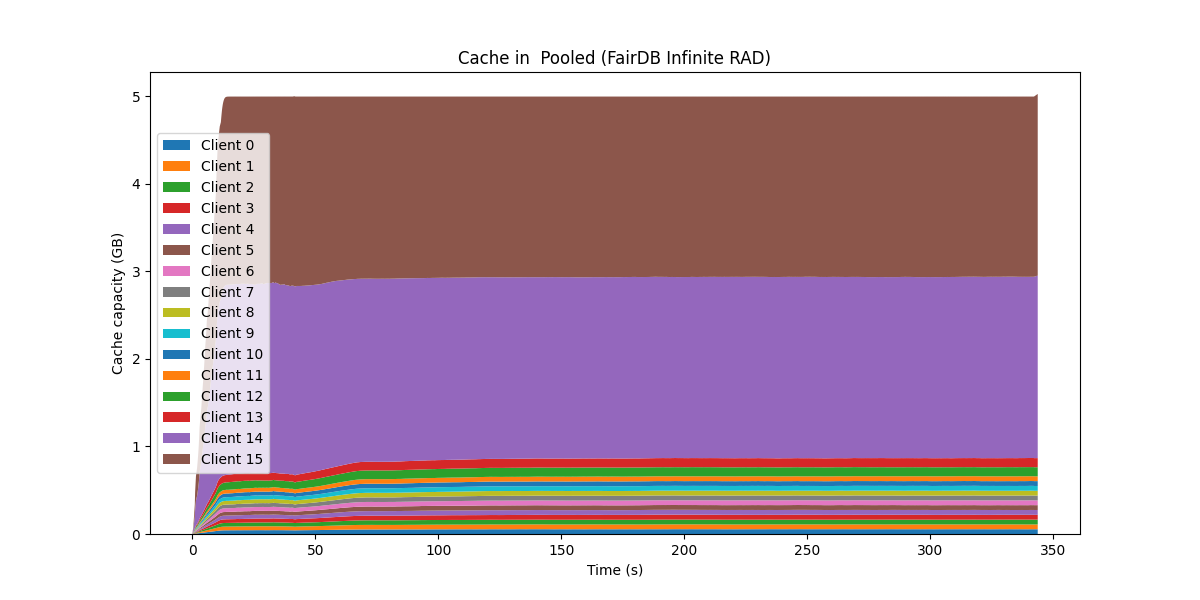 Cache in  Pooled (FairDB Infinite RAD)
Cache capacity (GB)
5
4
3
2
1
0
Client 0
Client 1
Client 2
Client 3
Client 4
Client 5
Client 6
Client 7
Client 8
Client 9
Client 10
Client 11
Client 12
Client 13
Client 14
Client 15
0 50 100 150 200 250 300 350
Time (s)